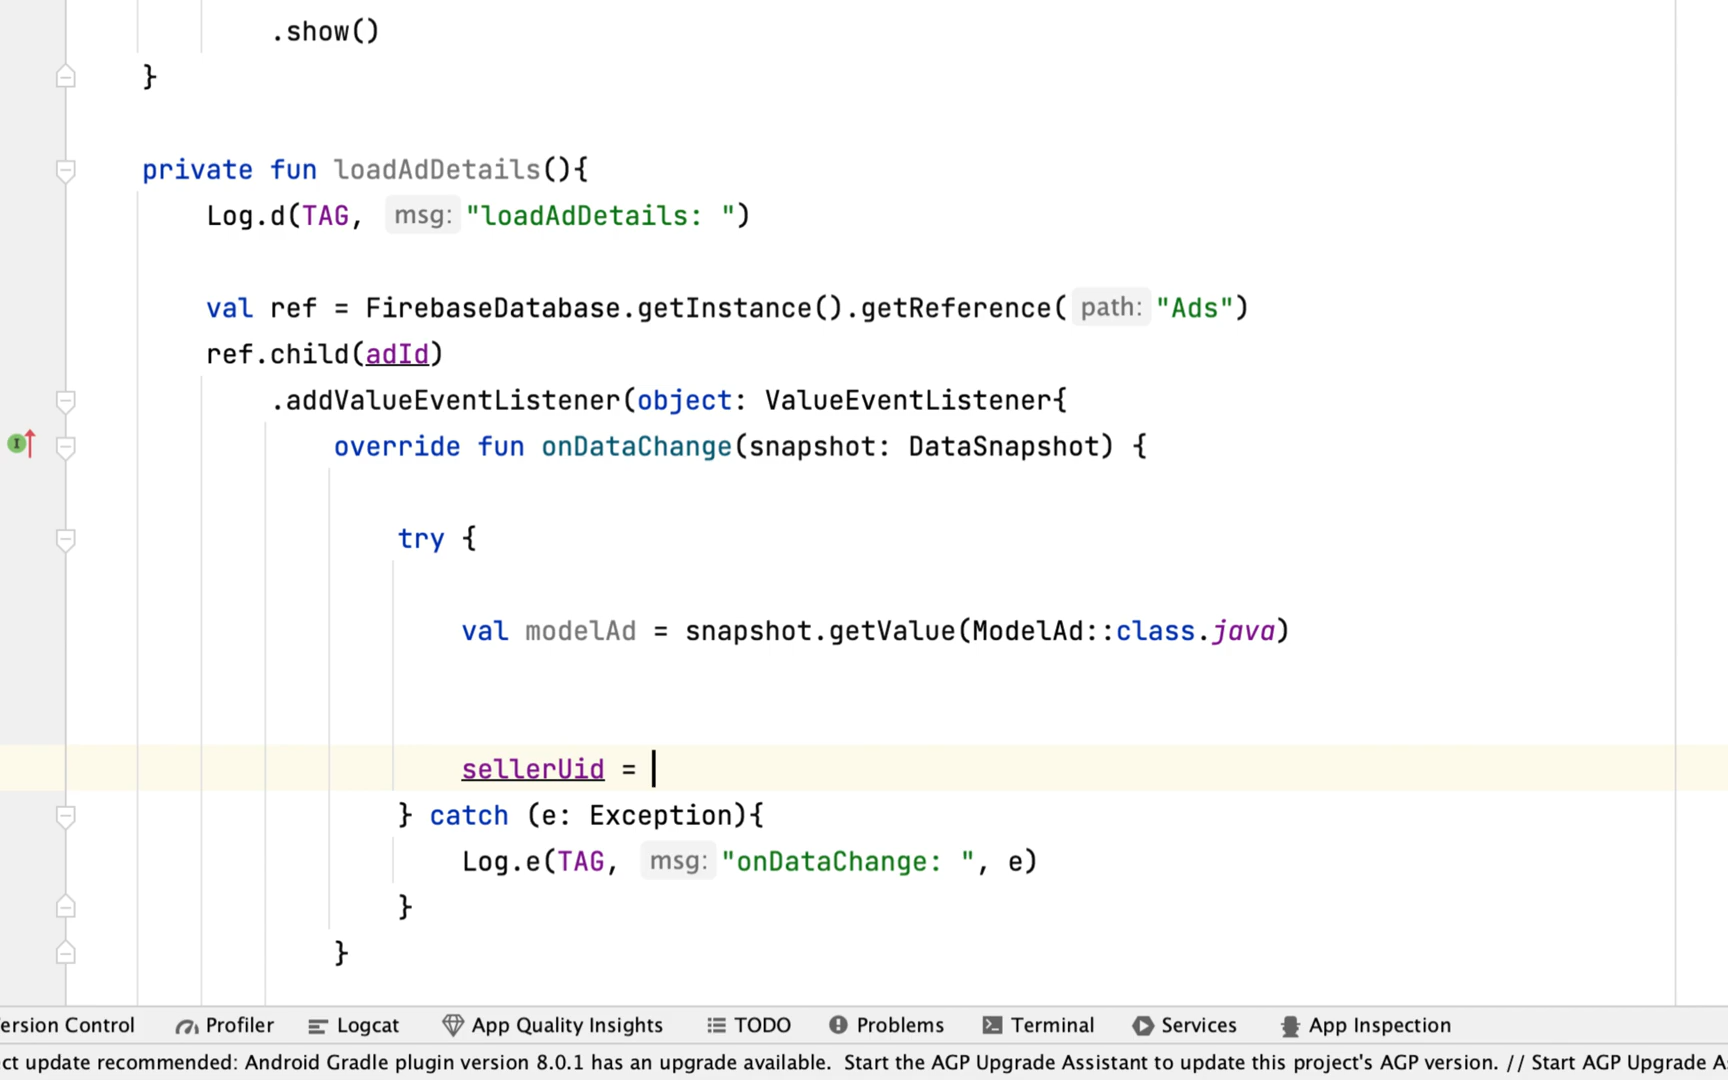 .show()
}
private fun loadAdDetails(){
Log.d(TAG, msg: "loadAdDetails: ")
val ref = FirebaseDatabase.getInstance().getReference( path: "Ads")
ref.child(adId)
.addValueEventListener(object: ValueEventListener{
override fun onDataChange(snapshot: DataSnapshot) {
try {
val modelAd = snapshot.getValue(ModelAd::class.java)
sellerUid =
} catch (e: Exception){
Log.e(TAG, msg: "onDataChange: ", e)
}
}
ersion Control Profiler Logcat App Quality Insights TODO Problems Terminal Services App Inspection
ct update recommended: Android Gradle plugin version 8.0.1 has an upgrade available. Start the AGP Upgrade Assistant to update this project's AGP version. // Start AGP Upgrade A